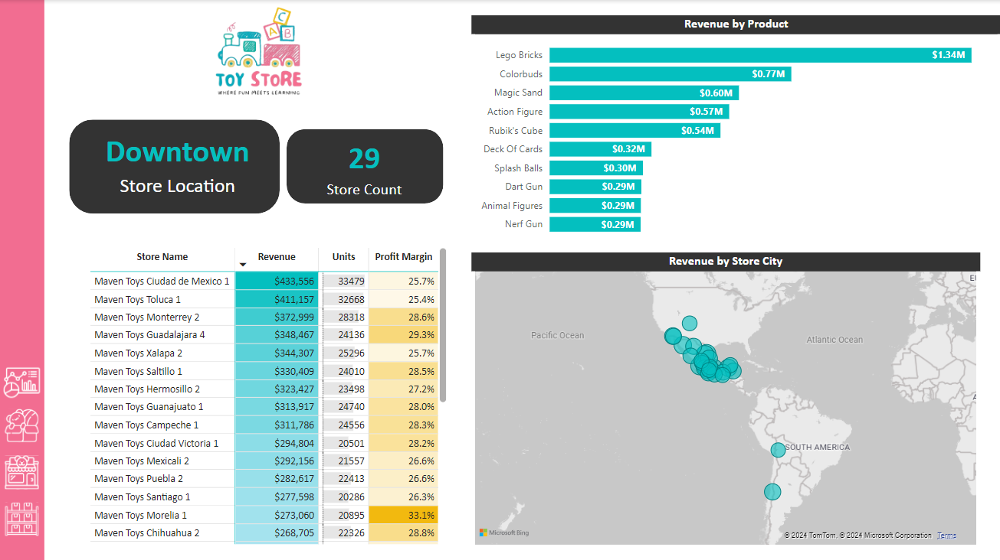 C
A B
TOY STORE
WHERE FUN MEETS LEARNING
Downtown
Store Location
29
Store Count
Store Name Revenue Units Profit Margin
Maven Toys Ciudad de Mexico 1 $433,556 33479 25.7%
Maven Toys Toluca 1 $411,157 32668 25.4%
Maven Toys Monterrey 2 $372,999 28318 28.6%
Maven Toys Guadalajara 4 $348,467 24136 29.3%
Maven Toys Xalapa 2 $344,307 25296 25.7%
Maven Toys Saltillo 1 $330,409 24010 28.5%
Maven Toys Hermosillo 2 $323,427 23498 27.2%
Maven Toys Guanajuato 1 $313,917 24740 28.0%
Maven Toys Campeche 1 $311,786 24556 28.3%
Maven Toys Ciudad Victoria 1 $294,804 20501 28.2%
Maven Toys Mexicali 2 $292,156 21557 26.6%
Maven Toys Puebla 2 $282,617 22413 26.6%
Maven Toys Santiago 1 $277,598 20286 26.3%
Maven Toys Morelia 1 $273,060 20895 33.1%
Maven Toys Chihuahua 2 $268,705 22326 28.8%
Revenue by Product
Lego Bricks $1.34M
Colorbuds $0.77M
Magic Sand $0.60M
Action Figure $0.57M
Rubik's Cube $0.54M
Deck Of Cards $0.32M
Splash Balls $0.30M
Dart Gun $0.29M
Animal Figures $0.29M
Nerf Gun $0.29M
Revenue by Store City
Pacific Ocean
Atlantic Ocean
SOUTH AMERICA
Microsoft Bing
© 2024 TomTom, © 2024 Microsoft Corporation Terms